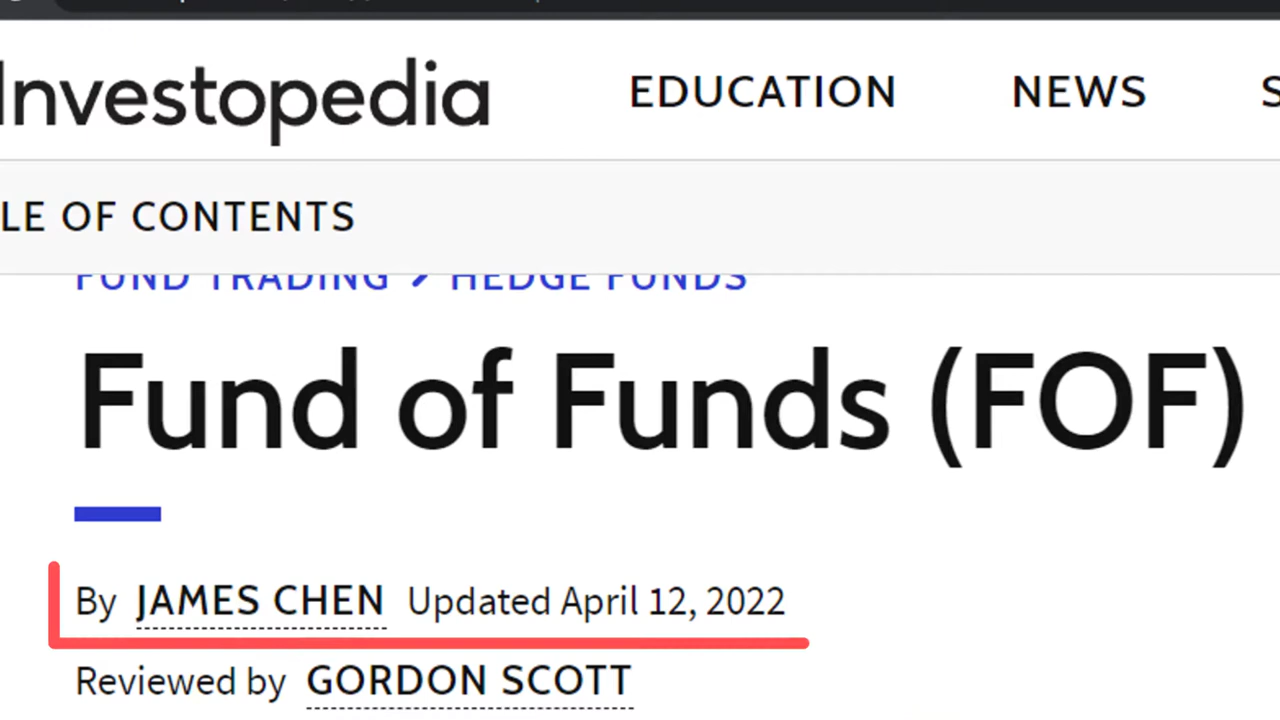 Investopedia EDUCATION NEWS
OF CONTENTS
FUND TRADING > HEDGE FUNDS
Fund of Funds (FOF)
By JAMES CHEN Updated April 12, 2022
Reviewed by GORDON SCOTT